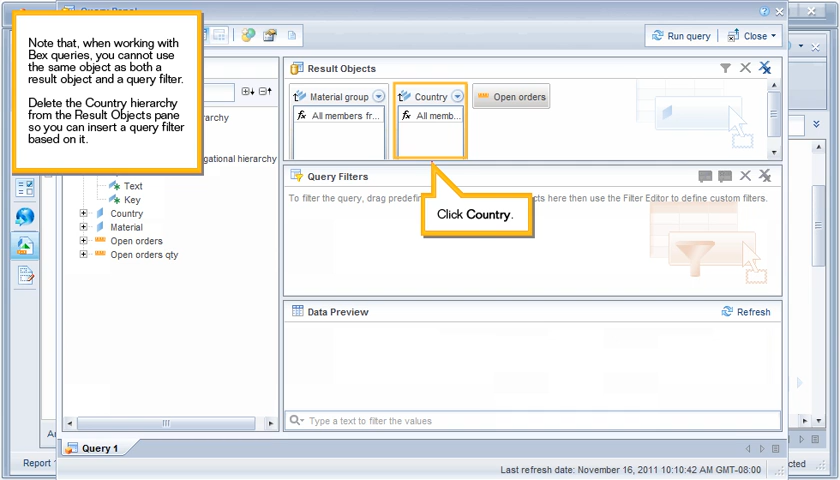 Query Panel
Note that, when working with
Bex queries, you cannot use
the same object as both a
result object and a query filter.
Delete the Country hierarchy
from the Result Objects pane
so you can insert a query filter
based on it.
Run query
Close
Result Objects
Material group
Country
Open orders
All members fr...
All memb...
rarchy
gational hierarchy
Text
Key
Country
Material
Open orders
Open orders qty
Query Filters
To filter the query, drag predefin
cts here then use the Filter Editor to define custom filters.
Click Country.
Data Preview
Refresh
Type a text to filter the values
Query 1
Report
Last refresh date: November 16, 2011 10:10:42 AM GMT-08:00
cted